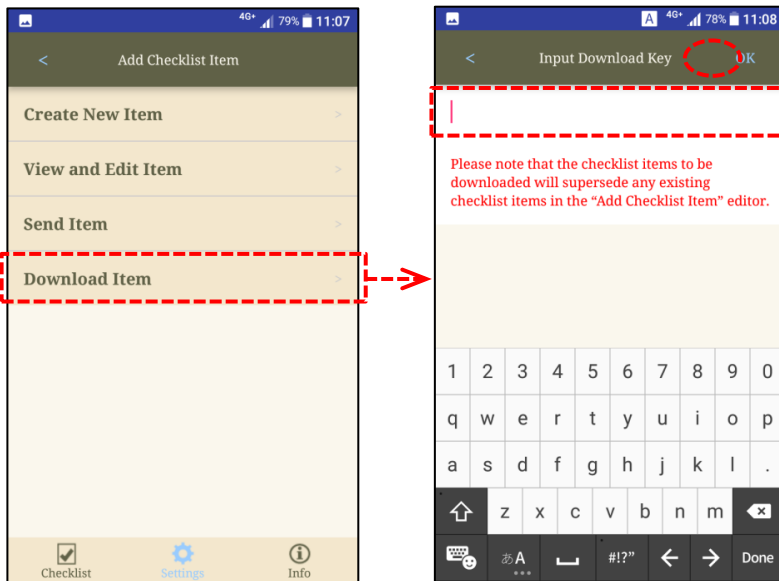 4G+ 79% 11:07
< Add Checklist Item
Create New Item >
View and Edit Item >
Send Item >
Download Item >
Checklist
Settings
Info
A 4G+ 78% 11:08
< Input Download Key OK
Please note that the checklist items to be
downloaded will supersede any existing
checklist items in the “Add Checklist Item” editor.
1 2 3 4 5 6 7 8 9 0
q w e r t y u i o p
a s d f g h j k l .
z x c v b n m
あA #!?” Done